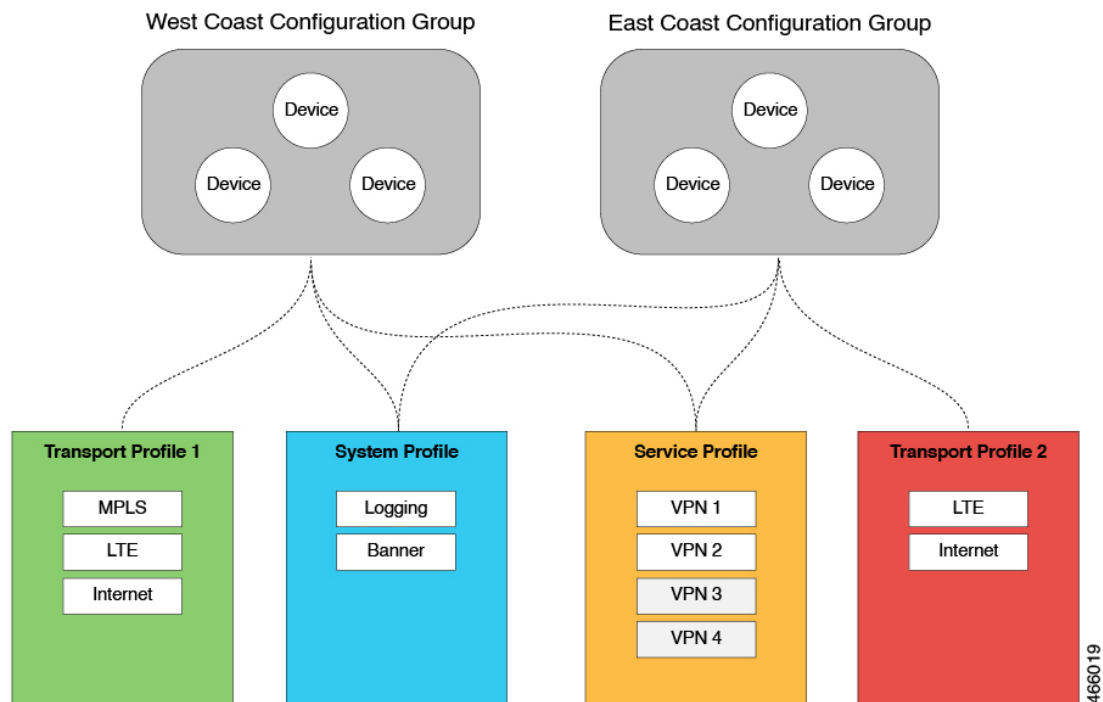 West Coast Configuration Group
East Coast Configuration Group
Device
Device
Device
Device
Device
Device
Transport Profile 1
MPLS
LTE
Internet
System Profile
Logging
Banner
Service Profile
VPN 1
VPN 2
VPN 3
VPN 4
Transport Profile 2
LTE
Internet
466019